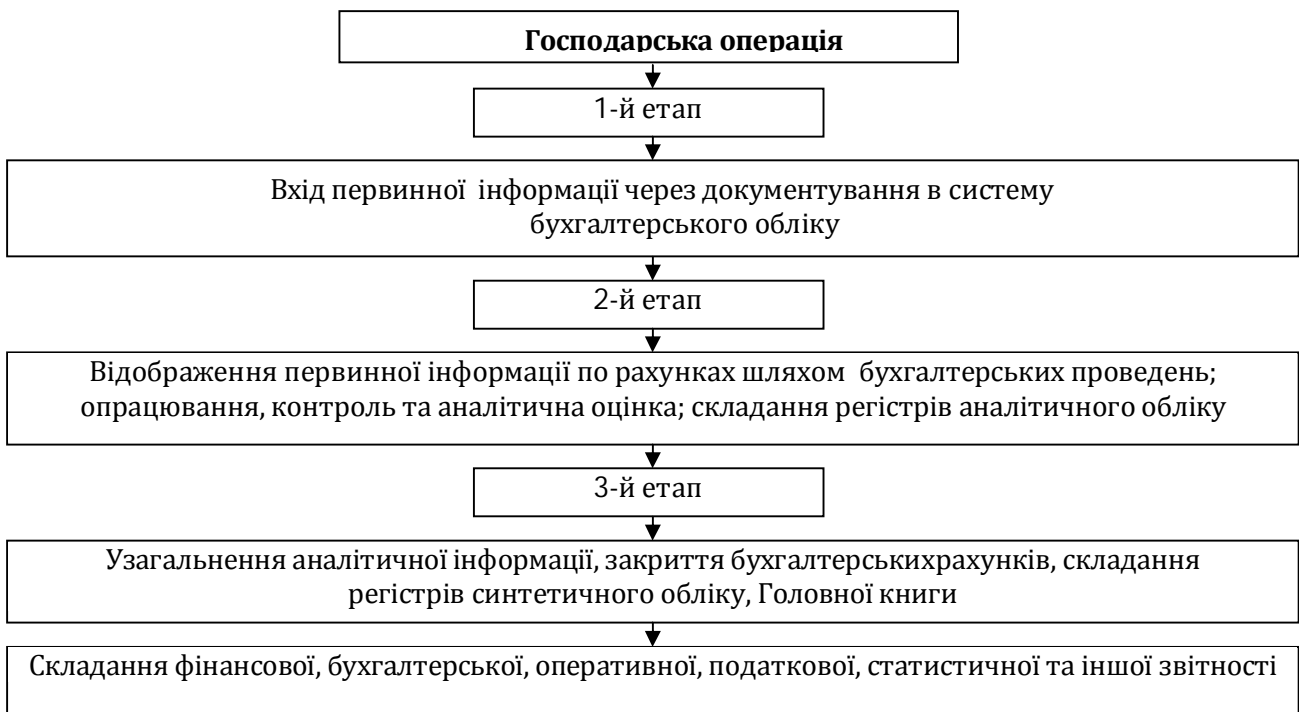 Господарська операція
1-й етап
Вхід первинної інформації через документування в систему
бухгалтерського обліку
2-й етап
Відображення первинної інформації по рахунках шляхом бухгалтерських проведень;
опрацювання, контроль та аналітична оцінка; складання регістрів аналітичного обліку
3-й етап
Узагальнення аналітичної інформації, закриття бухгалтерськихрахунків, складання
регістрів синтетичного обліку, Головної книги
Складання фінансової, бухгалтерської, оперативної, податкової, статистичної та іншої звітності